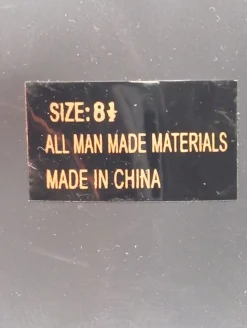 SIZE: 8½
ALL MAN MADE MATERIALS
MADE IN CHINA